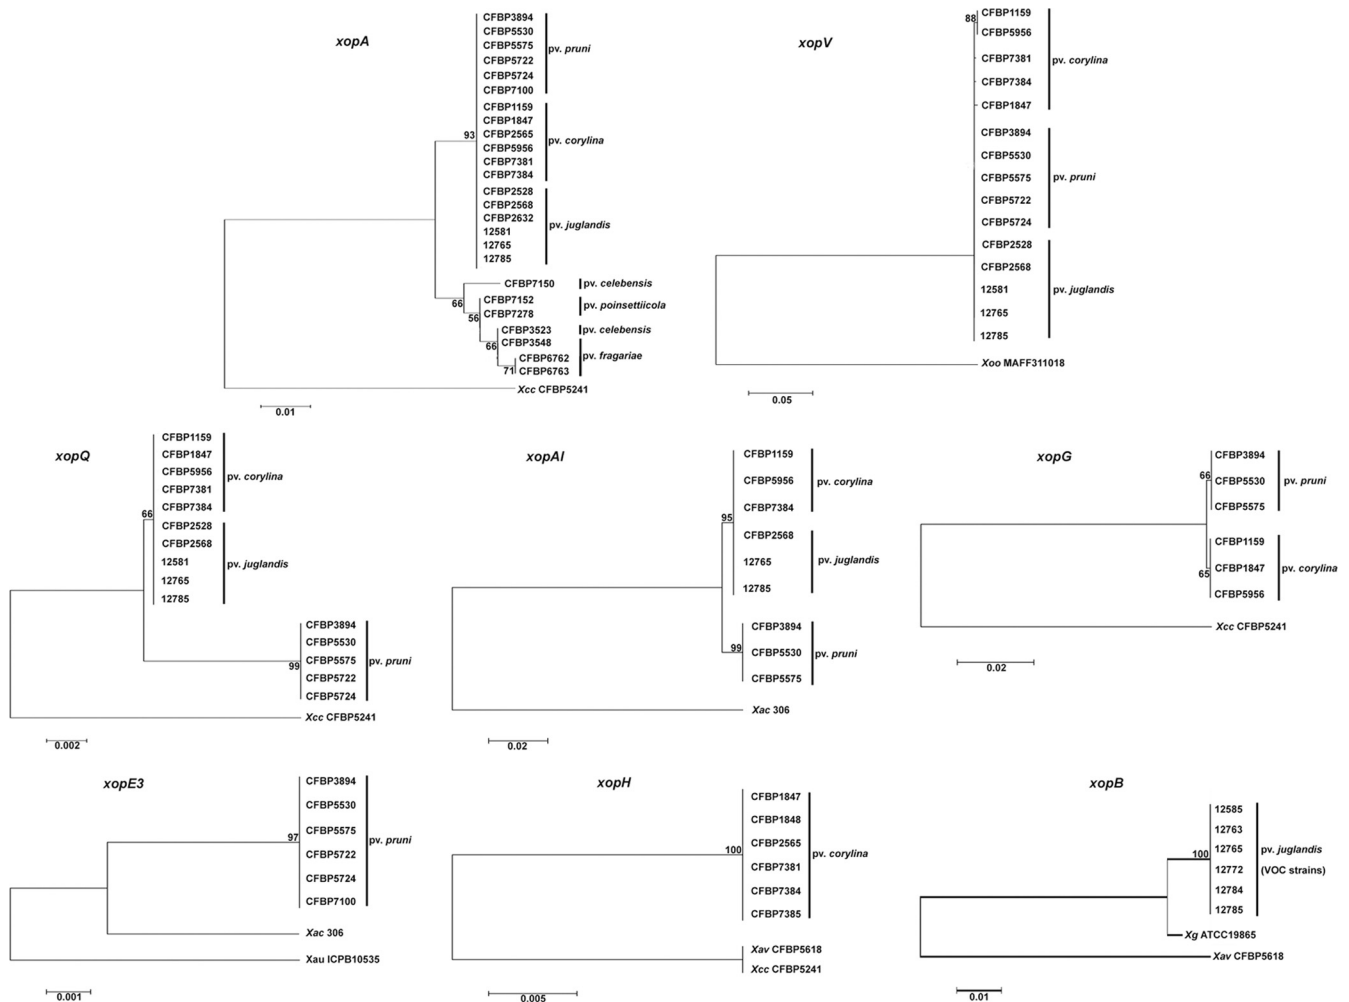 xopA
CFBP3894
CFBP5530
CFBP5575
CFBP5722
CFBP5724
CFBP7100
pv. pruni
CFBP1159
CFBP1847
CFBP2565
CFBP5956
CFBP7381
CFBP7384
pv. corylina
CFBP2528
CFBP2568
CFBP2632
12581
12765
12785
pv. juglandis
93
CFBP7150
pv. celebensis
CFBP7152
CFBP7278
pv. poinsettiicola
CFBP3523
pv. celebensis
CFBP3548
CFBP6762
CFBP6763
pv. fragariae
66
56
66
71
Xcc CFBP5241
0.01
xopV
88
CFBP1159
CFBP5956
CFBP7381
CFBP7384
CFBP1847
pv. corylina
CFBP3894
CFBP5530
CFBP5575
CFBP5722
CFBP5724
pv. pruni
CFBP2528
CFBP2568
12581
12765
12785
pv. juglandis
Xoo MAFF311018
0.05
xopQ
CFBP1159
CFBP1847
CFBP5956
CFBP7381
CFBP7384
pv. corylina
66
CFBP2528
CFBP2568
12581
12765
12785
pv. juglandis
CFBP3894
CFBP5530
CFBP5575
CFBP5722
CFBP5724
pv. pruni
99
Xcc CFBP5241
0.002
xopAI
CFBP1159
CFBP5956
CFBP7384
pv. corylina
95
CFBP2568
12765
12785
pv. juglandis
CFBP3894
CFBP5530
CFBP5575
pv. pruni
99
Xac 306
0.02
xopG
CFBP3894
CFBP5530
CFBP5575
pv. pruni
66
CFBP1159
CFBP1847
CFBP5956
pv. corylina
65
Xcc CFBP5241
0.02
xopE3
CFBP3894
CFBP5530
CFBP5575
CFBP5722
CFBP5724
CFBP7100
pv. pruni
97
Xac 306
Xau ICPB10535
0.001
xopH
CFBP1847
CFBP1848
CFBP2565
CFBP7381
CFBP7384
CFBP7385
pv. corylina
100
Xav CFBP5618
Xcc CFBP5241
0.005
xopB
12585
12763
12765
12772
12784
12785
pv. juglandis
(VOC strains)
100
Xg ATCC19865
Xav CFBP5618
0.01